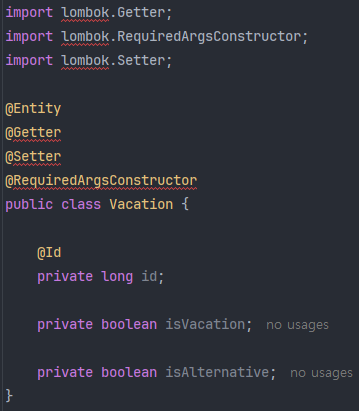 import lombok.Getter;
import lombok.RequiredArgsConstructor;
import lombok.Setter;
@Entity
@Getter
@Setter
@RequiredArgsConstructor
public class Vacation {
@Id
private long id;
private boolean isVacation; no usages
private boolean isAlternative; no usages
}